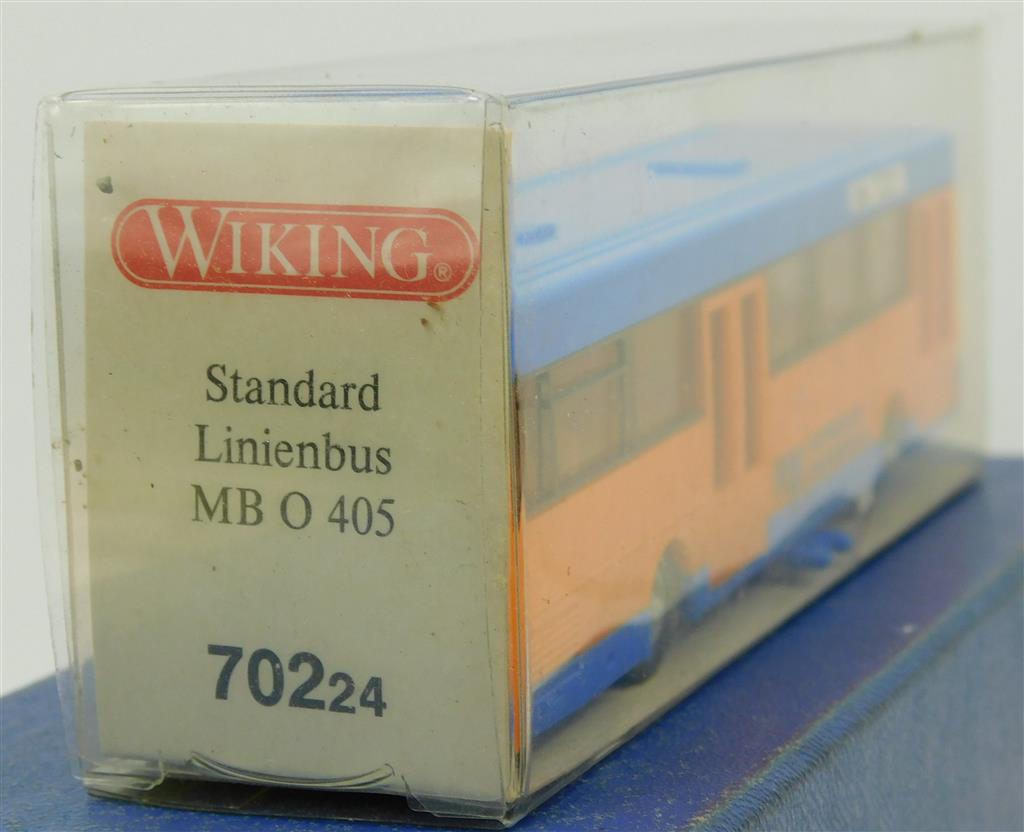 WIKING®
Standard
Linienbus
MB O 405
70224